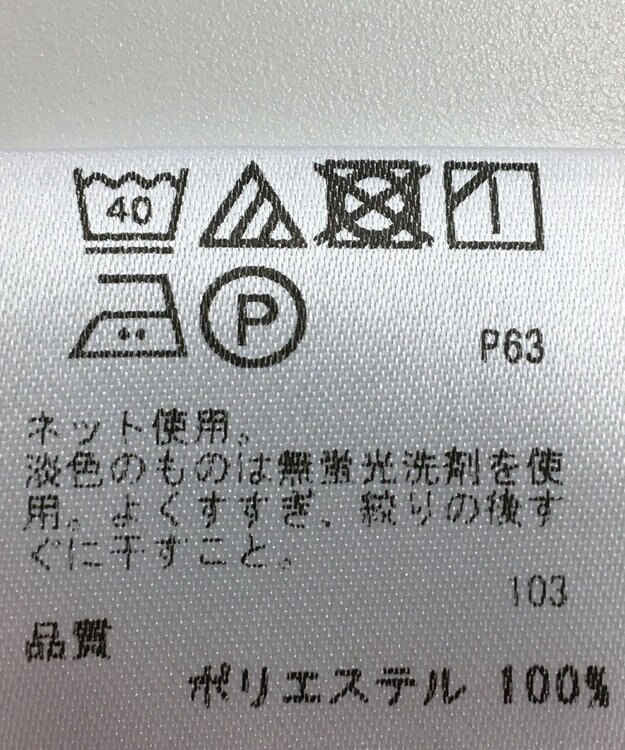 40
P
P63
ネット使用。
淡色のものは無蛍光洗剤を使
用。よくすすぎ、絞りの後す
ぐに干すこと。
103
品質
ポリエステル 100%